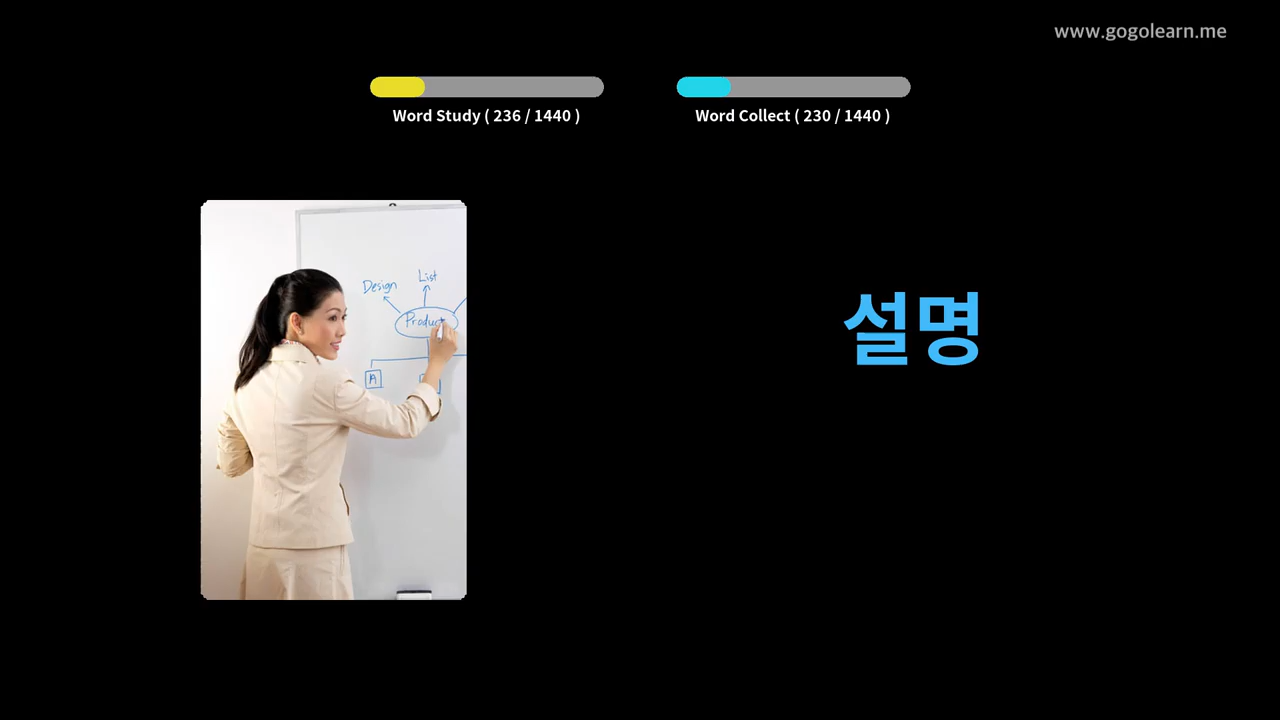 www.gogolearn.me
Word Study ( 236 / 1440 )
Word Collect ( 230 / 1440 )
Design
List
Product
A
설명